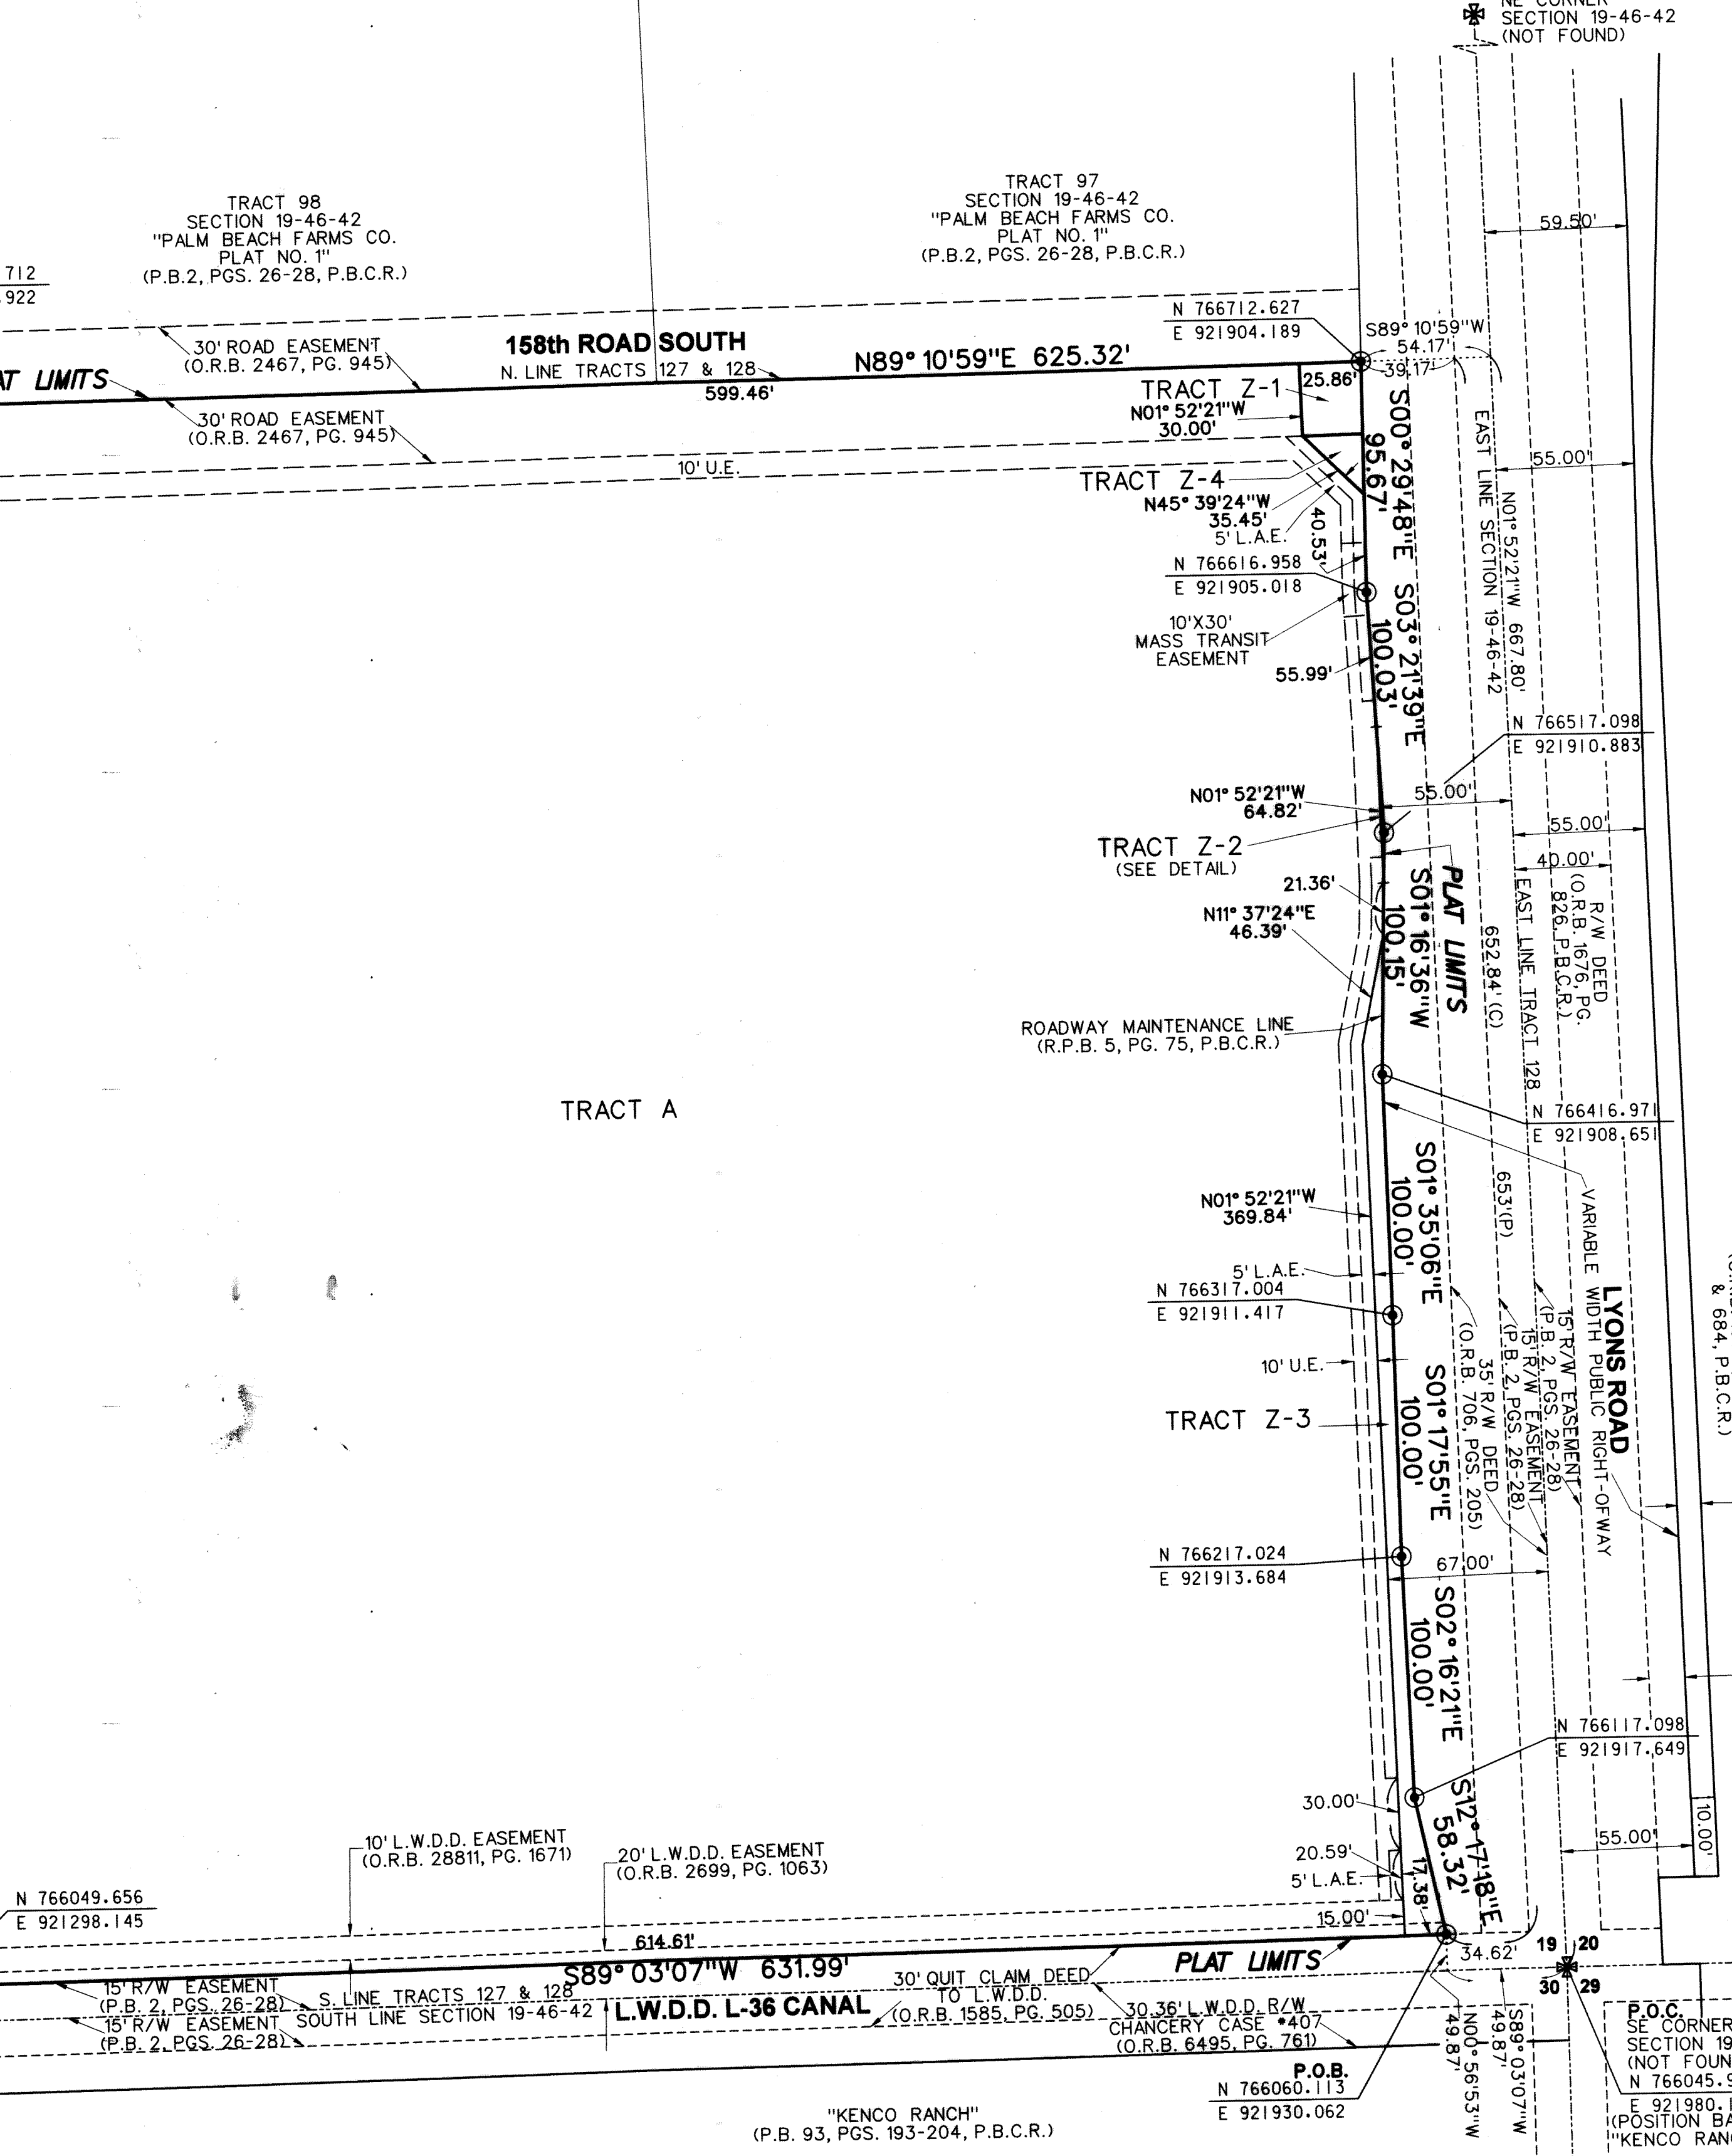 NE CORNER
SECTION 19-46-42
(NOT FOUND)
TRACT 98
SECTION 19-46-42
"PALM BEACH FARMS CO.
PLAT NO. 1"
(P.B.2, PGS. 26-28, P.B.C.R.)
TRACT 97
SECTION 19-46-42
"PALM BEACH FARMS CO.
PLAT NO. 1"
(P.B.2, PGS. 26-28, P.B.C.R.)
59.50'
712
922
30' ROAD EASEMENT
(O.R.B. 2467, PG. 945)
158th ROAD SOUTH
N. LINE TRACTS 127 & 128
599.46'
N89° 10'59"E 625.32'
N 766712.627
E 921904.189
S89° 10'59"W
54.17'
39.17'
AT LIMITS
30' ROAD EASEMENT
(O.R.B. 2467, PG. 945)
10' U.E.
TRACT Z-1
25.86'
N01° 52'21"W
30.00'
TRACT Z-4
N45° 39'24"W
35.45'
5' L.A.E.
40.53'
S00° 29'48"E
95.67'
EAST LINE SECTION 19-46-42
55.00'
N01° 52'21"W 667.80'
N 766616.958
E 921905.018
10'X30'
MASS TRANSIT
EASEMENT
55.99'
S03° 21'39"E
100.03'
N 766517.098
E 921910.883
N01° 52'21"W
64.82'
55.00'
55.00'
TRACT Z-2
(SEE DETAIL)
40.00'
R/W DEED
(O.R.B. 1676, PG.
826, P.B.C.R.)
21.36'
N11° 37'24"E
46.39'
S01° 16'36"W
100.15'
PLAT LIMITS
652.84' (C)
EAST LINE TRACT 128
ROADWAY MAINTENANCE LINE
(R.P.B. 5, PG. 75, P.B.C.R.)
TRACT A
N 766416.971
E 921908.651
N01° 52'21"W
369.84'
S01° 35'06"E
100.00'
653'(P)
VARIABLE WIDTH PUBLIC RIGHT-OFWAY
LYONS ROAD
5' L.A.E.
N 766317.004
E 921911.417
& 684, P.B.C.R.)
15' R/W EASEMENT
(P.B. 2, PGS. 26-28)
15' R/W EASEMENT
(P.B. 2, PGS. 26-28)
35' R/W DEED
(O.R.B. 706, PGS. 205)
10' U.E.
TRACT Z-3
S01° 17'55"E
100.00'
N 766217.024
E 921913.684
67.00'
S02° 16'21"E
100.00'
N 766117.098
E 921917.649
30.00'
S12° 17'18"E
58.32'
55.00'
10.00'
10' L.W.D.D. EASEMENT
(O.R.B. 28811, PG. 1671)
20' L.W.D.D. EASEMENT
(O.R.B. 2699, PG. 1063)
20.59'
5' L.A.E.
17.38'
15.00'
N 766049.656
E 921298.145
614.61'
S89° 03'07"W 631.99'
PLAT LIMITS
34.62'
19 20
30 29
15' R/W EASEMENT
(P.B. 2, PGS. 26-28)
15' R/W EASEMENT
(P.B. 2, PGS. 26-28)
S. LINE TRACTS 127 & 128
SOUTH LINE SECTION 19-46-42
L.W.D.D. L-36 CANAL
30' QUIT CLAIM DEED
TO L.W.D.D.
(O.R.B. 1585, PG. 505)
30.36' L.W.D.D. R/W
CHANCERY CASE #407
(O.R.B. 6495, PG. 761)
S89° 03'07"W
49.87'
N00° 56'53"W
49.87'
P.O.B.
N 766060.113
E 921930.062
P.O.C.
SE CORNER
SECTION 19
(NOT FOUN
N 766045.9
E 921980.1
(POSITION BA
"KENCO RAN
"KENCO RANCH"
(P.B. 93, PGS. 193-204, P.B.C.R.)